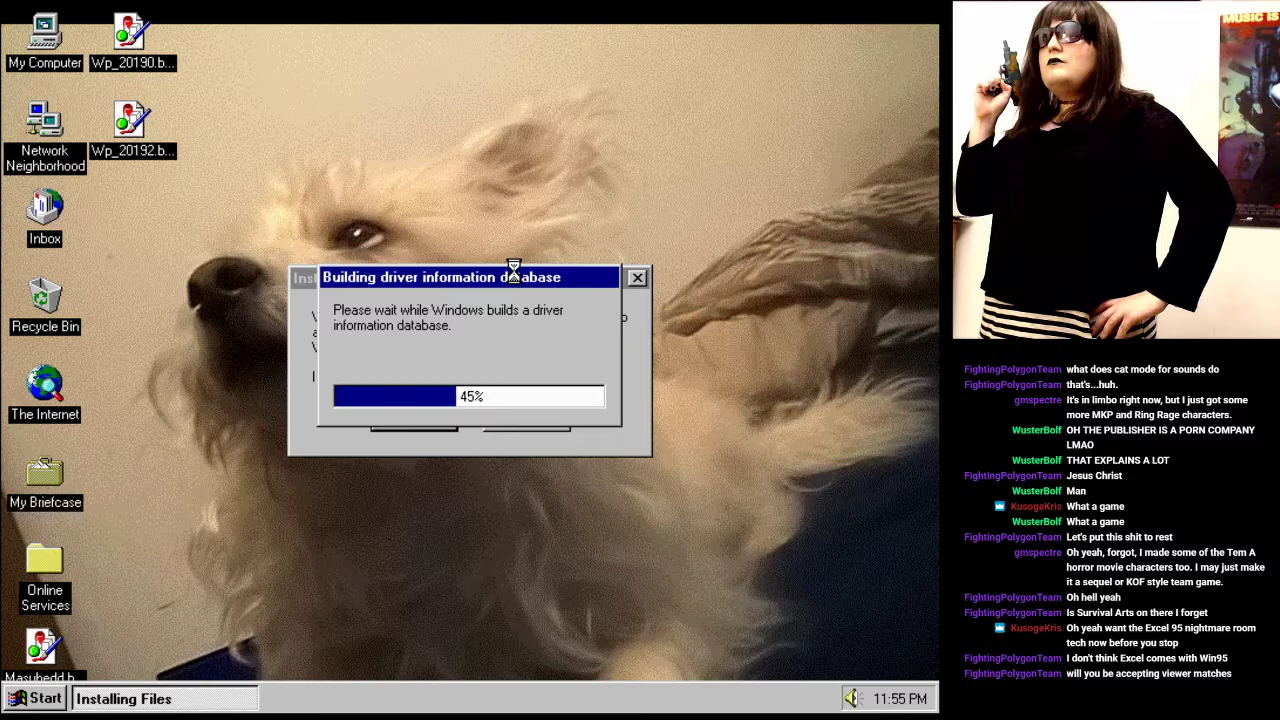 My Computer
Wp_20190.b...
Network
Neighborhood
Wp_20192.b...
Inbox
Recycle Bin
The Internet
My Briefcase
Online
Services
Building driver information database
Please wait while Windows builds a driver
information database.
45%
Start
Installing Files
11:55 PM
MUSIC IS
FightingPolygonTeam what does cat mode for sounds do
FightingPolygonTeam that's...huh.
gmspectre It's in limbo right now, but I just got some
more MKP and Ring Rage characters.
WusterBolf OH THE PUBLISHER IS A PORN COMPANY
LMAO
WusterBolf THAT EXPLAINS A LOT
FightingPolygonTeam Jesus Christ
WusterBolf Man
KusogeKris What a game
WusterBolf What a game
FightingPolygonTeam Let's put this shit to rest
gmspectre Oh yeah, forgot, I made some of the Tem A
horror movie characters too. I may just make
it a sequel or KOF style team game.
FightingPolygonTeam Oh hell yeah
FightingPolygonTeam Is Survival Arts on there I forget
KusogeKris Oh yeah want the Excel 95 nightmare room
tech now before you stop
FightingPolygonTeam I don't think Excel comes with Win95
FightingPolygonTeam will you be accepting viewer matches